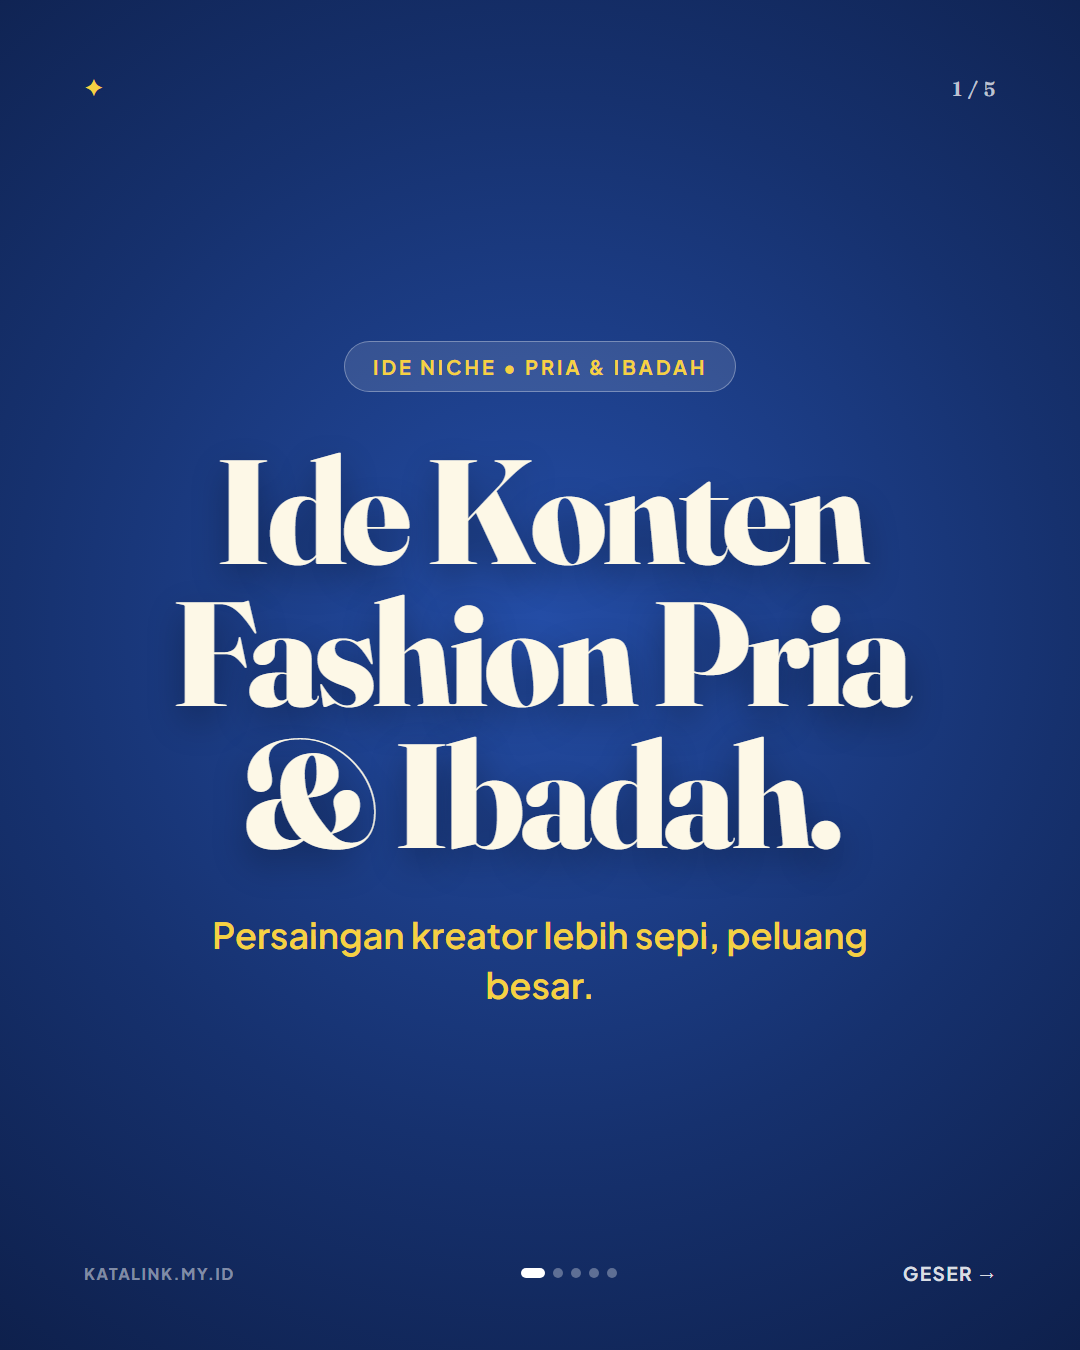 1 / 5
IDE NICHE • PRIA & IBADAH
Ide Konten
Fashion Pria
& Ibadah.
Persaingan kreator lebih sepi, peluang
besar.
KATALINK.MY.ID
GESER →